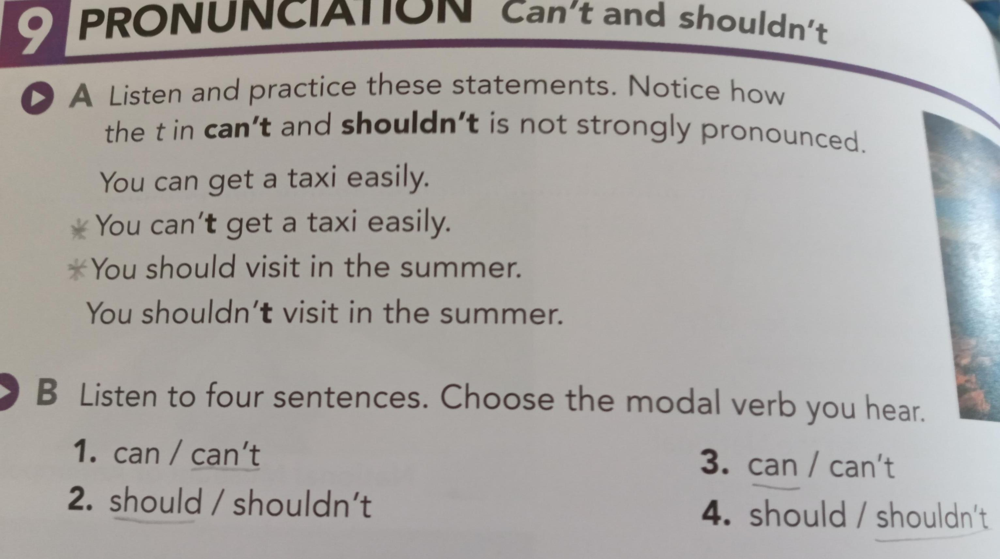 9 PRONUNCIATION Can't and shouldn't
A Listen and practice these statements. Notice how
the t in can't and shouldn't is not strongly pronounced.
You can get a taxi easily.
* You can't get a taxi easily.
* You should visit in the summer.
You shouldn't visit in the summer.
B Listen to four sentences. Choose the modal verb you hear.
1. can / can't
2. should / shouldn't
3. can / can't
4. should / shouldn't